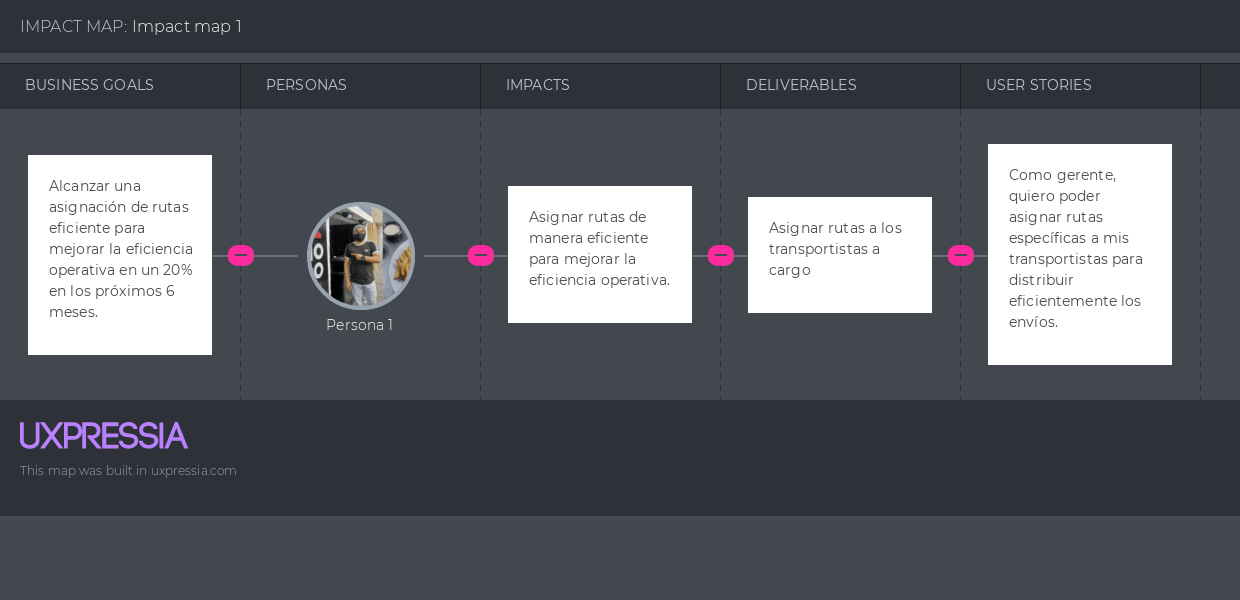 IMPACT MAP: Impact map 1
BUSINESS GOALS
PERSONAS
IMPACTS
DELIVERABLES
USER STORIES
Alcanzar una
asignación de rutas
eficiente para
mejorar la eficiencia
operativa en un 20%
en los próximos 6
meses.
Persona 1
Asignar rutas de
manera eficiente
para mejorar la
eficiencia operativa.
Asignar rutas a los
transportistas a
cargo
Como gerente,
quiero poder
asignar rutas
específicas a mis
transportistas para
distribuir
eficientemente los
envíos.
UXPRESSIA
This map was built in uxpressia.com